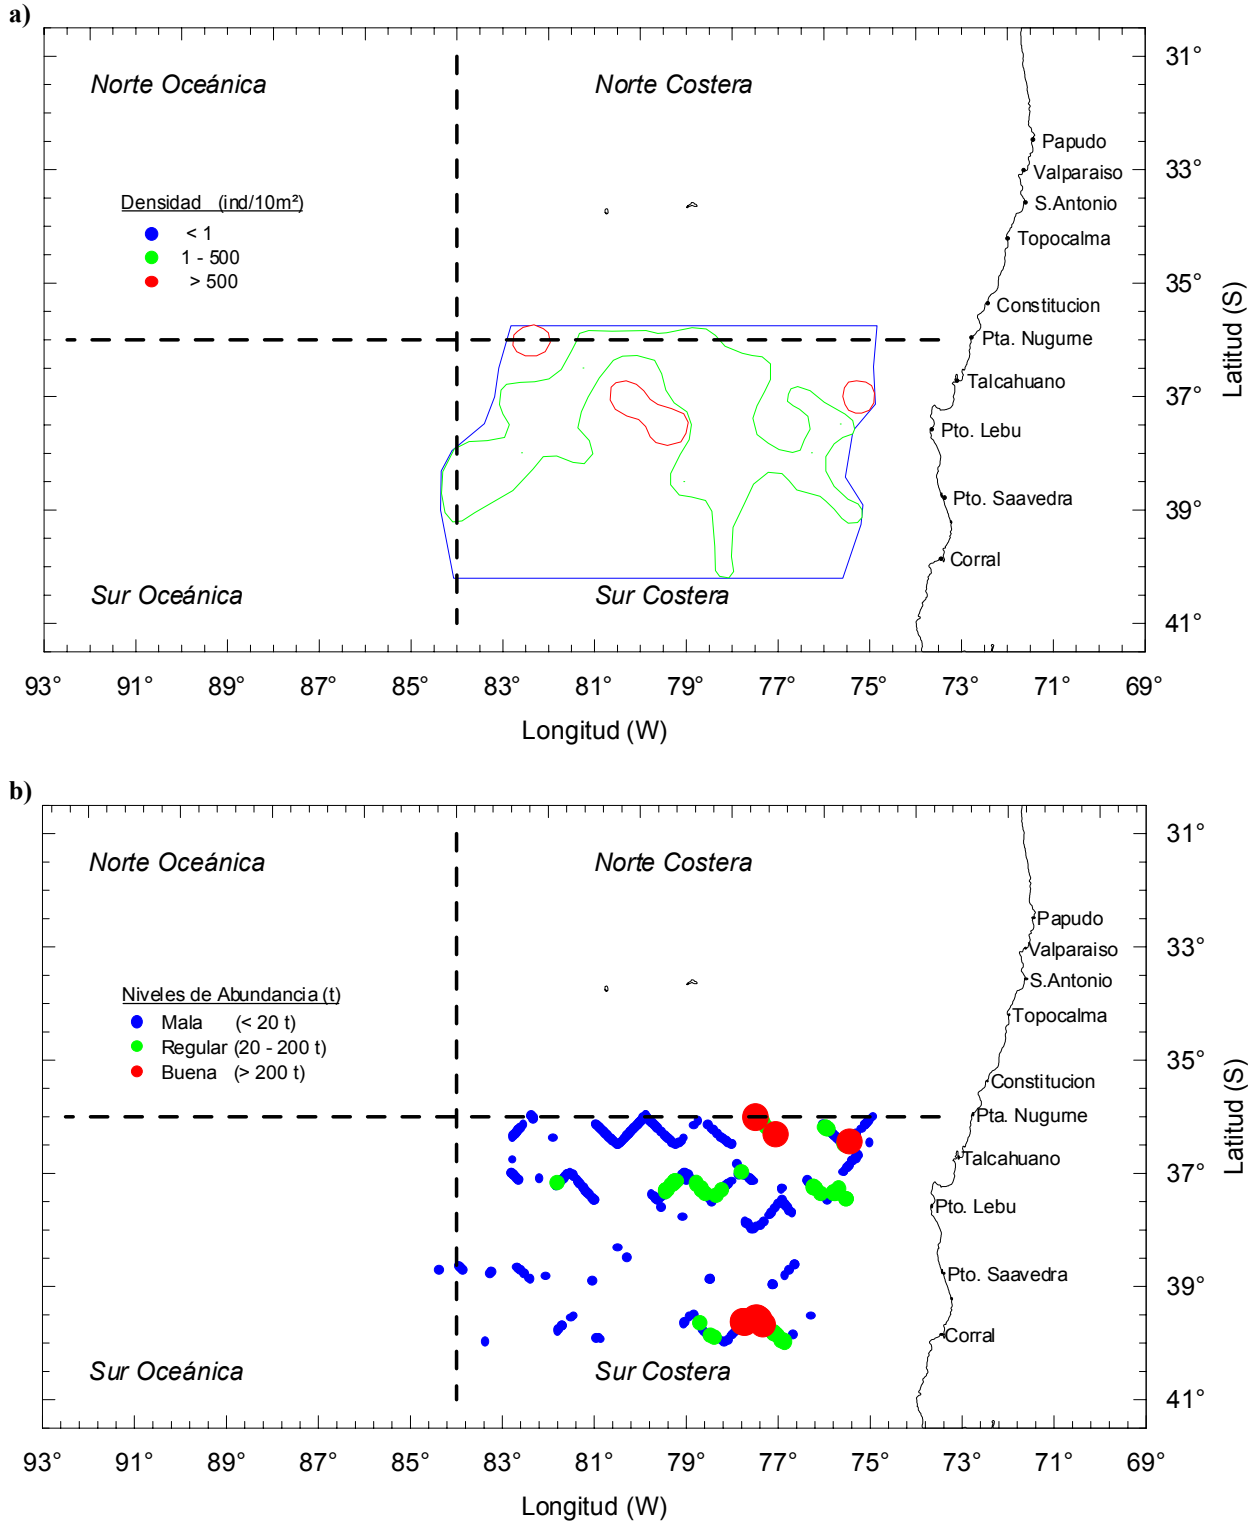 a)
Norte Oceánica
Norte Costera
31°
Papudo
33°
Valparaiso
Densidad (ind/10m²)
S.Antonio
< 1
Topocalma
1 - 500
> 500
35°
Constitucion
Pta. Nugume
Latitud (S)
Talcahuano
37°
Pto. Lebu
Pto. Saavedra
39°
Corral
Sur Oceánica
Sur Costera
41°
93° 91° 89° 87° 85° 83° 81° 79° 77° 75° 73° 71° 69°
Longitud (W)
b)
Norte Oceánica
Norte Costera
31°
Papudo
33°
Valparaiso
Niveles de Abundancia (t)
S.Antonio
Mala (< 20 t)
Topocalma
Regular (20 - 200 t)
Buena (> 200 t)
35°
Constitucion
Pta. Nugume
Latitud (S)
Talcahuano
37°
Pto. Lebu
Pto. Saavedra
39°
Corral
Sur Oceánica
Sur Costera
41°
93° 91° 89° 87° 85° 83° 81° 79° 77° 75° 73° 71° 69°
Longitud (W)